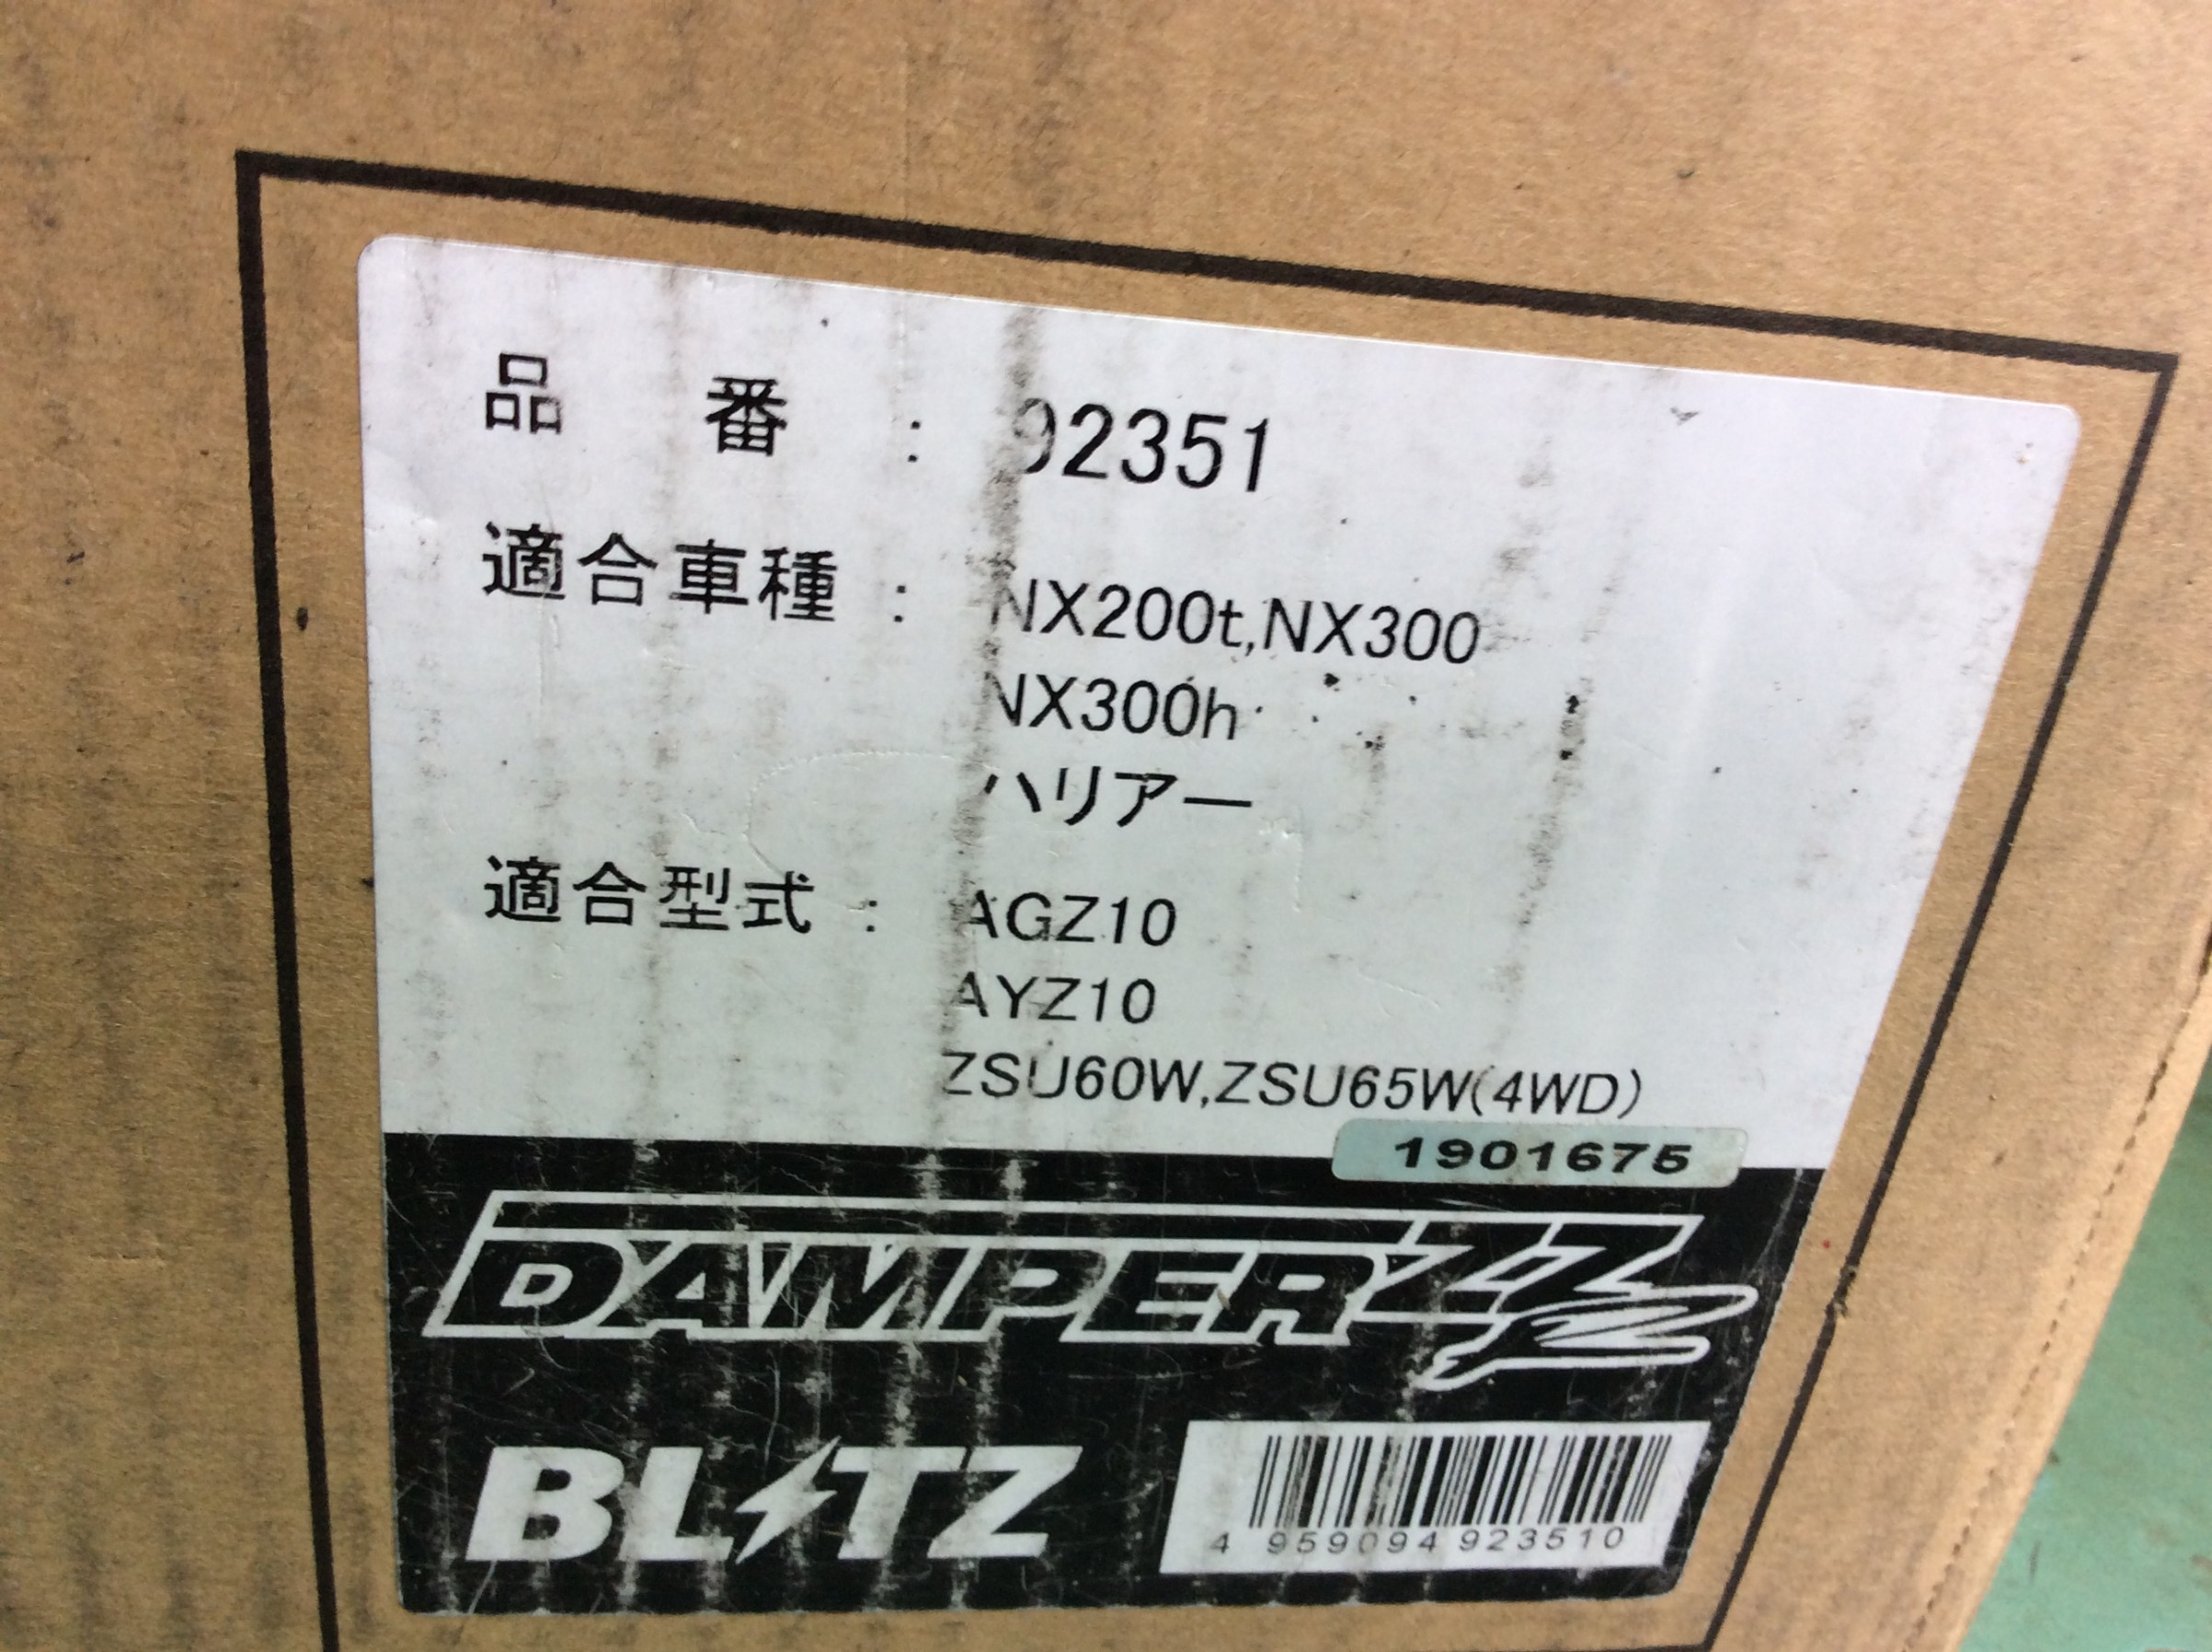 品 番 : 92351
適合車種 : NX200t,NX300
NX300h
ハリアー
適合型式 : AGZ10
AYZ10
ZSU60W,ZSU65W(4WD)
1901675
DAMPER ZZ-R
BLITZ
4 959094 923510